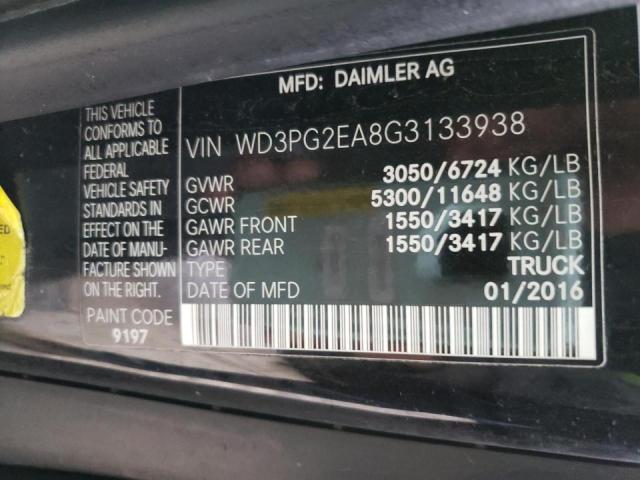 MFD: DAIMLER AG
THIS VEHICLE
CONFORMS TO
ALL APPLICABLE
FEDERAL
VEHICLE SAFETY
STANDARDS IN
EFFECT ON THE
DATE OF MANU-
FACTURE SHOWN
ON THE RIGHT.
PAINT CODE
9197
VIN WD3PG2EA8G3133938
GVWR 3050/6724 KG/LB
GCWR 5300/11648 KG/LB
GAWR FRONT 1550/3417 KG/LB
GAWR REAR 1550/3417 KG/LB
TYPE TRUCK
DATE OF MFD 01/2016